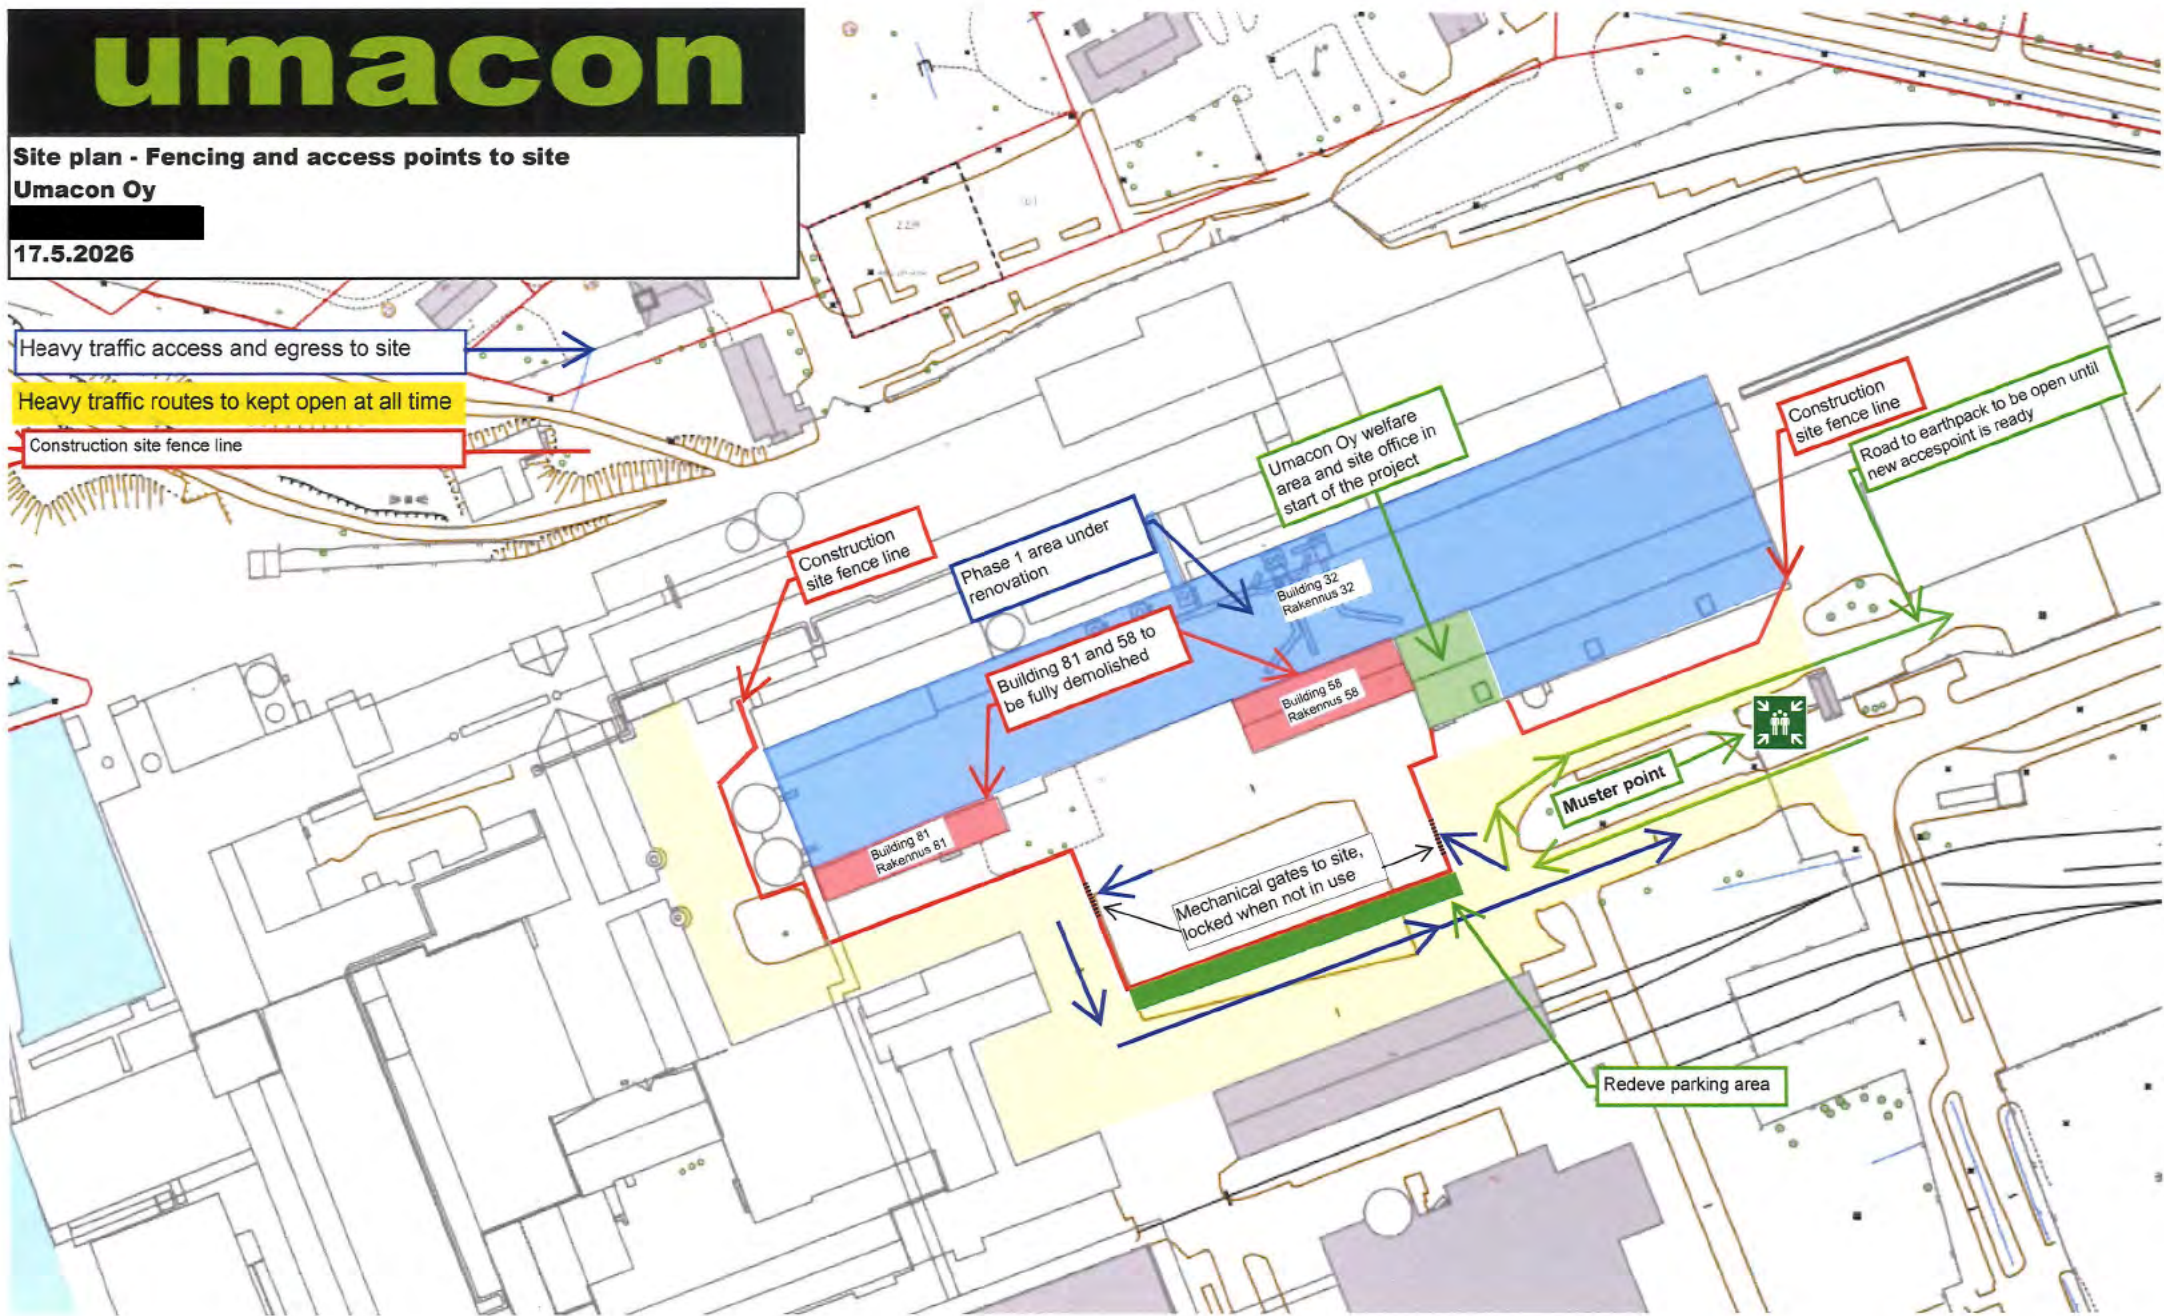 umacon
Site plan - Fencing and access points to site
Umacon Oy
17.5.2026
Heavy traffic access and egress to site
Heavy traffic routes to kept open at all time
Construction site fence line
Construction
site fence line
Phase 1 area under
renovation
Umacon Oy welfare
area and site office in
start of the project
Construction
site fence line
Road to earthpack to be open until
new accespoint is ready
Building 32
Rakennus 32
Building 81 and 58 to
be fully demolished
Building 58
Rakennus 58
Building 81
Rakennus 81
Muster point
Mechanical gates to site,
locked when not in use
Redeve parking area